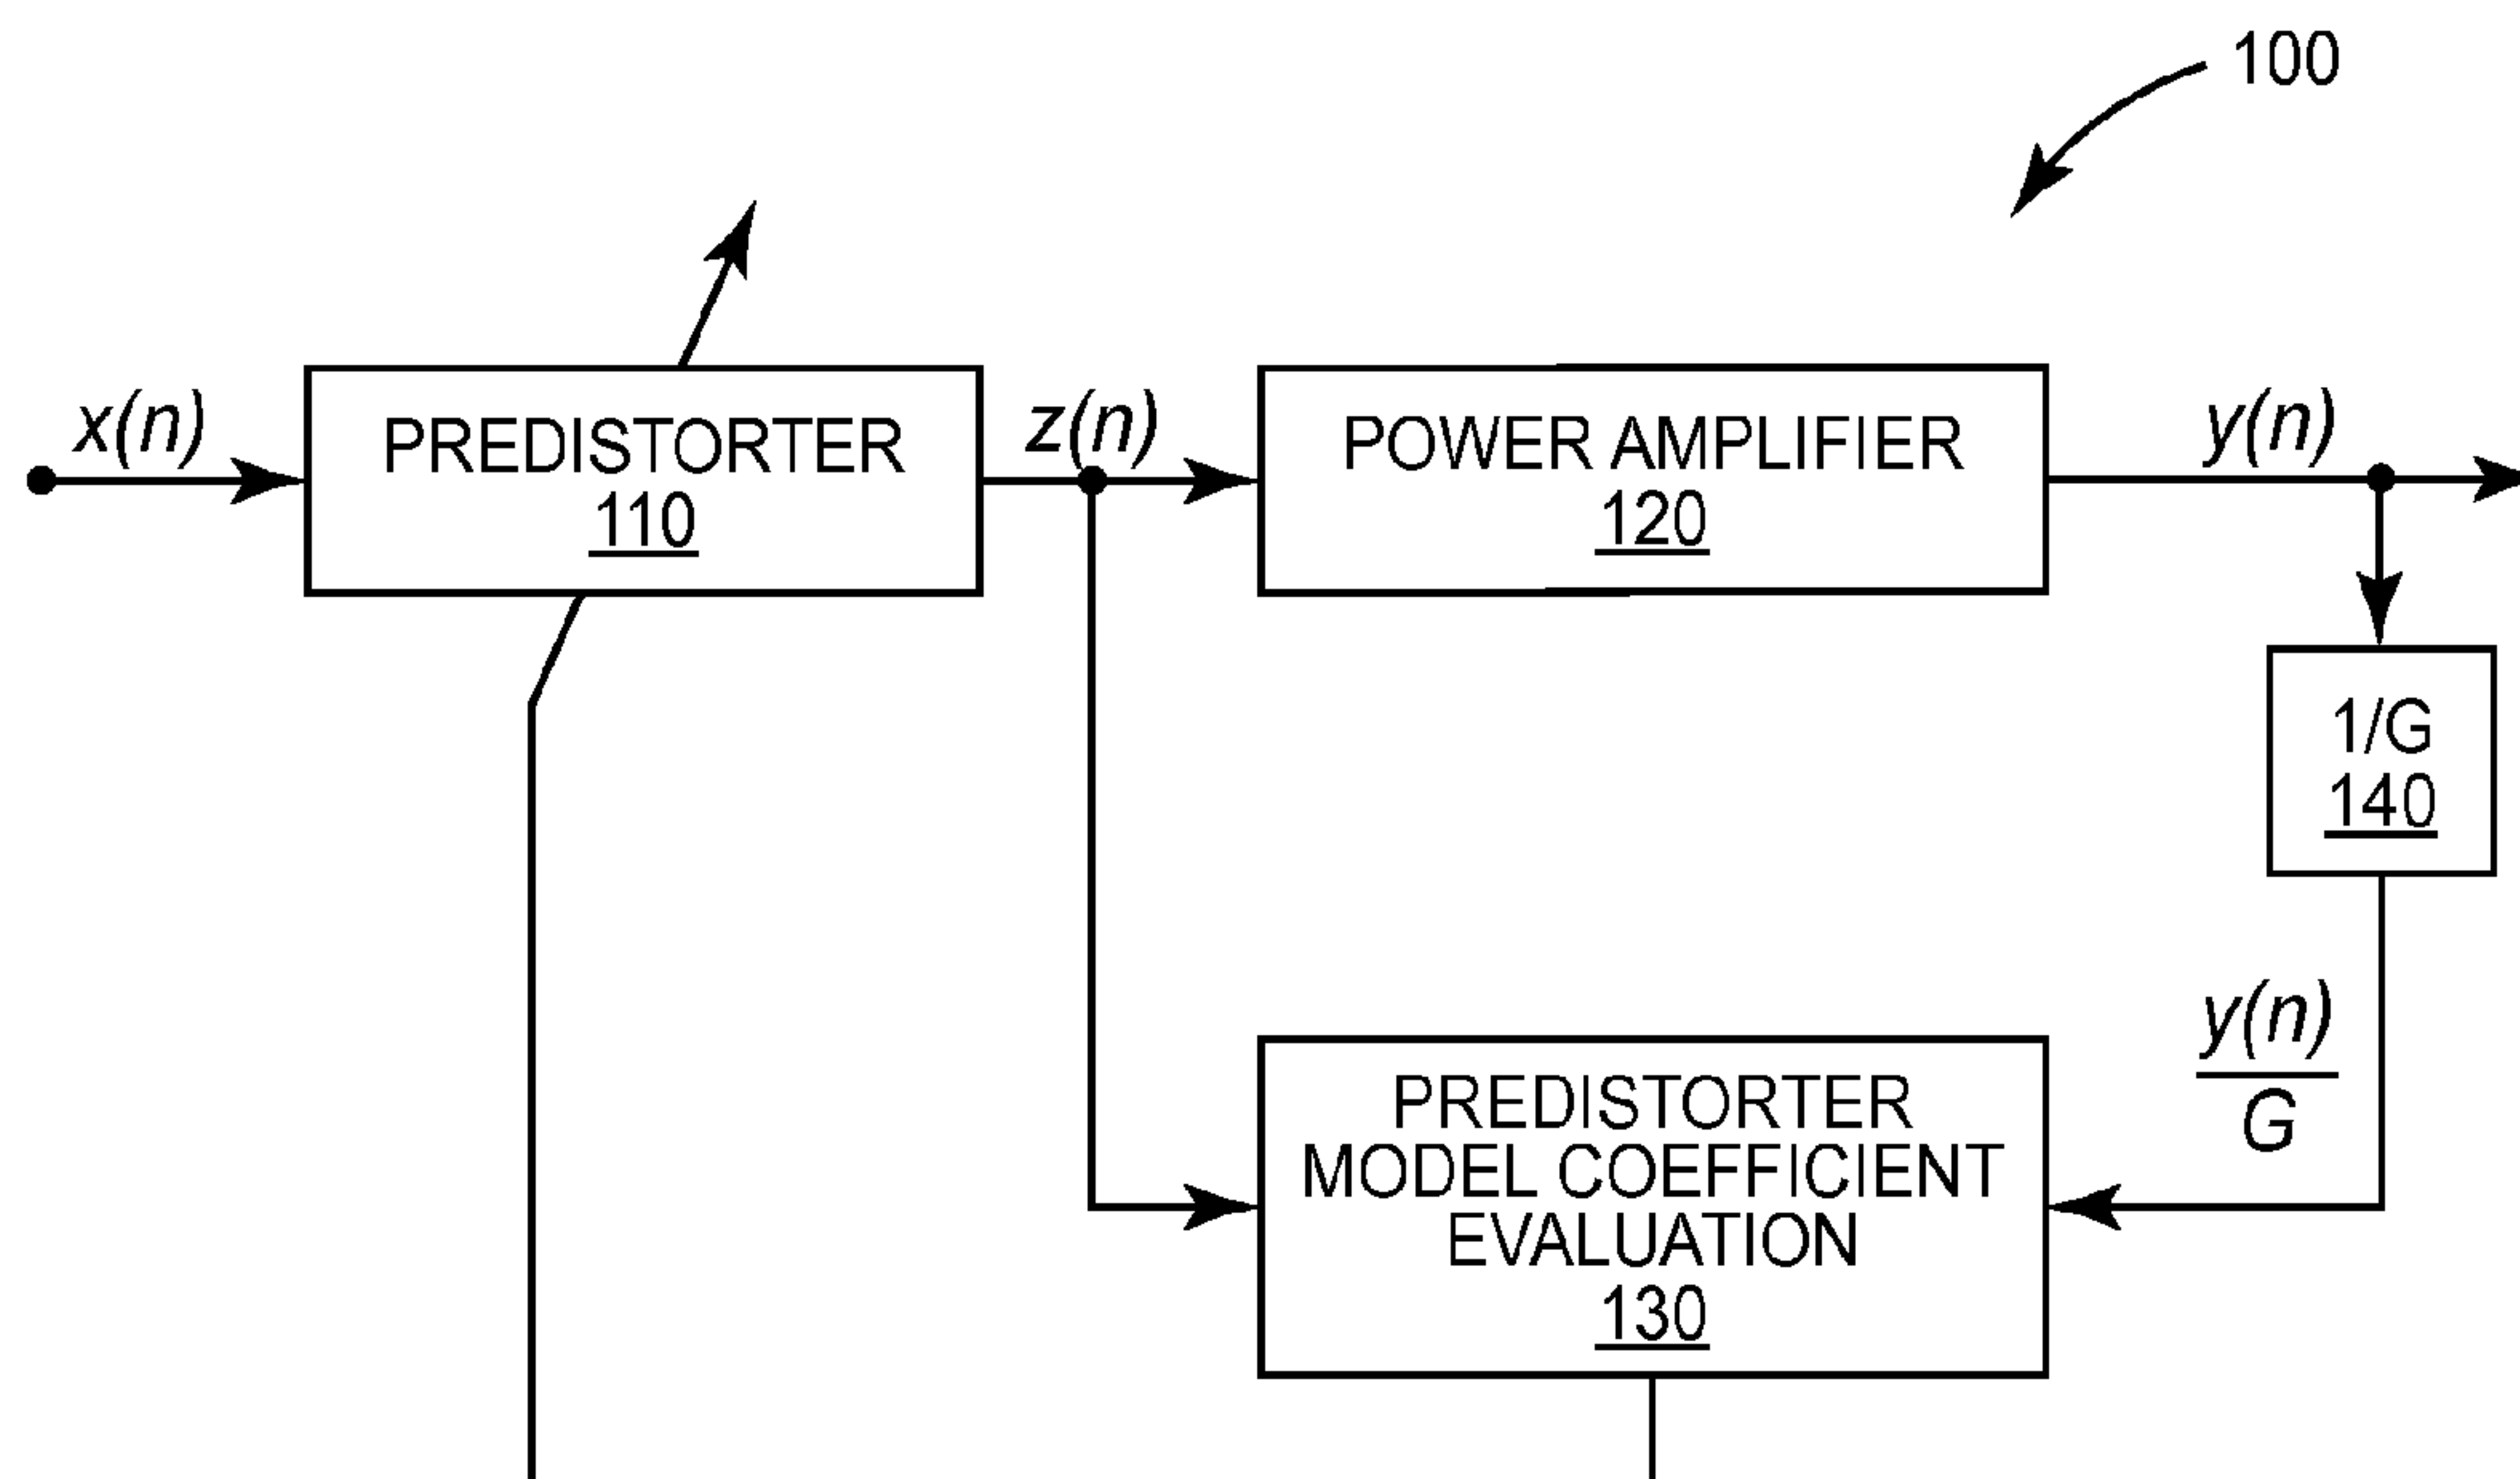 100
x(n)
PREDISTORTER
110
z(n)
POWER AMPLIFIER
120
y(n)
1/G
140
y(n)
G
PREDISTORTER
MODEL COEFFICIENT
EVALUATION
130